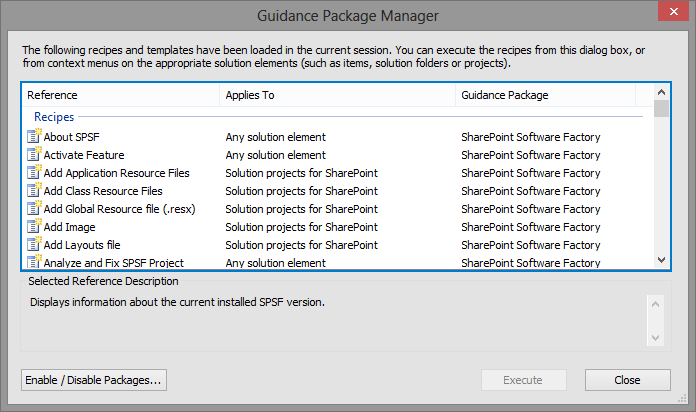 Guidance Package Manager
The following recipes and templates have been loaded in the current session. You can execute the recipes from this dialog box, or
from context menus on the appropriate solution elements (such as items, solution folders or projects).
Reference Applies To Guidance Package
Recipes
About SPSF Any solution element SharePoint Software Factory
Activate Feature Any solution element SharePoint Software Factory
Add Application Resource Files Solution projects for SharePoint SharePoint Software Factory
Add Class Resource Files Solution projects for SharePoint SharePoint Software Factory
Add Global Resource file (.resx) Solution projects for SharePoint SharePoint Software Factory
Add Image Solution projects for SharePoint SharePoint Software Factory
Add Layouts file Solution projects for SharePoint SharePoint Software Factory
Analyze and Fix SPSF Project Any solution element SharePoint Software Factory
Selected Reference Description
Displays information about the current installed SPSF version.
Enable / Disable Packages... Execute Close